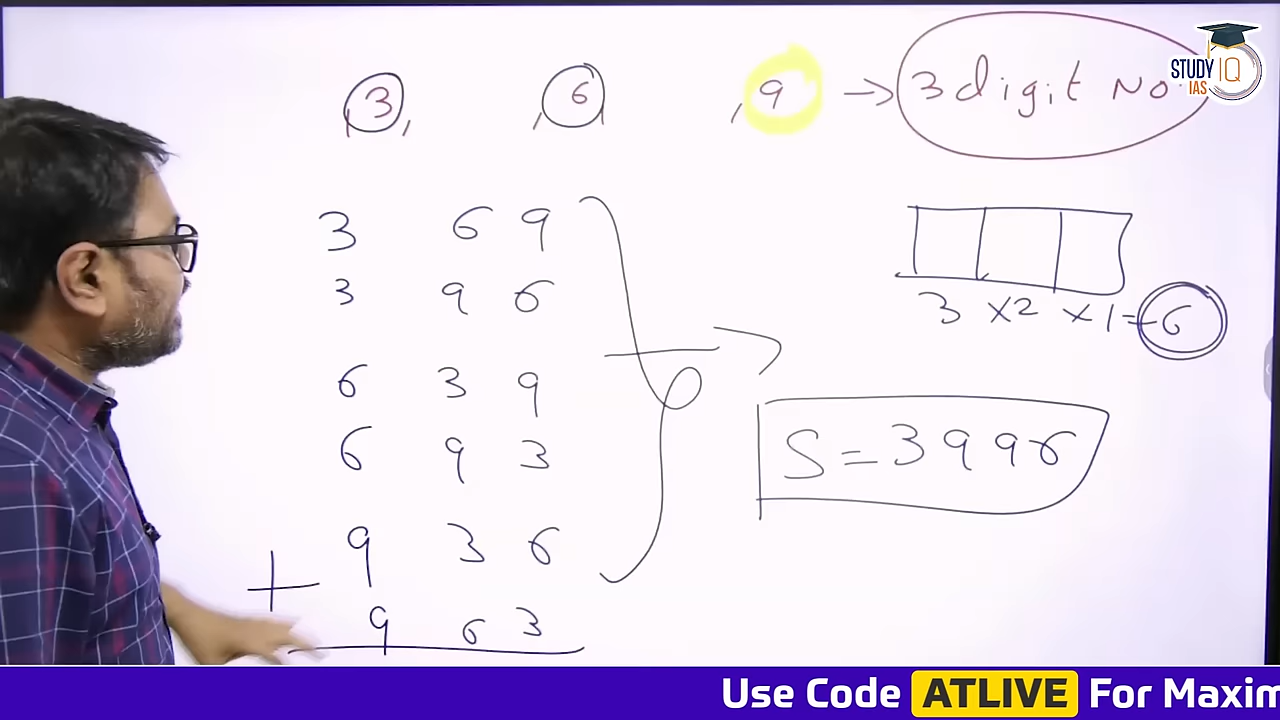 ,3, , 6, , 9 → 3 digit No.
STUDY IQ
IAS
3 6 9
3 9 6
3 ×2 ×1 = 6
6 3 9
6 9 3
S = 3996
9 3 6
+ 9 6 3
Use Code ATLIVE For Maxim